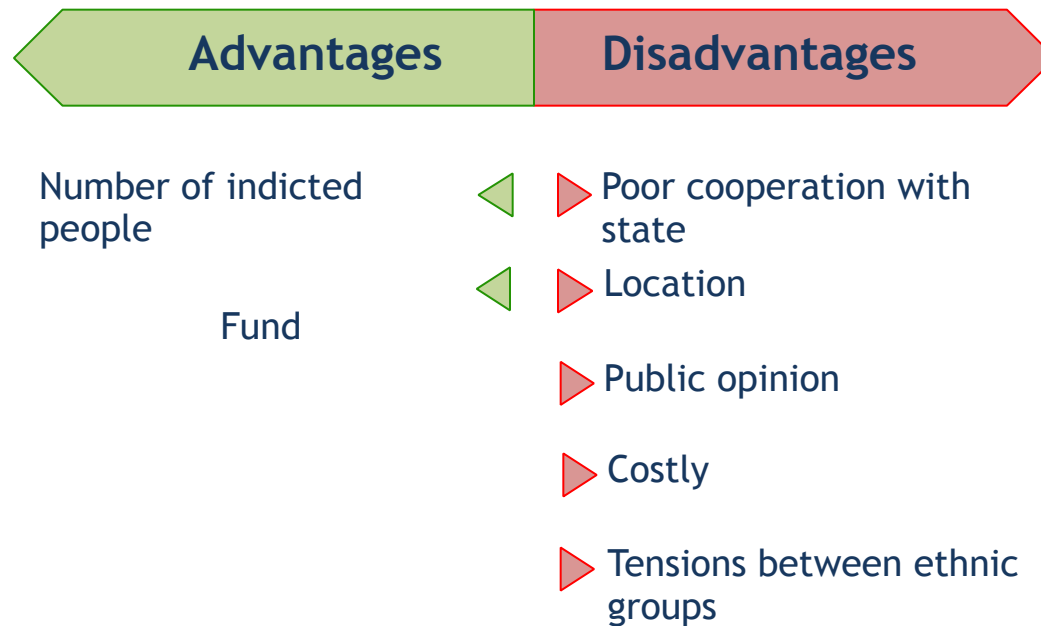 Advantages
Disadvantages
Number of indicted
people
Fund
Poor cooperation with
state
Location
Public opinion
Costly
Tensions between ethnic
groups